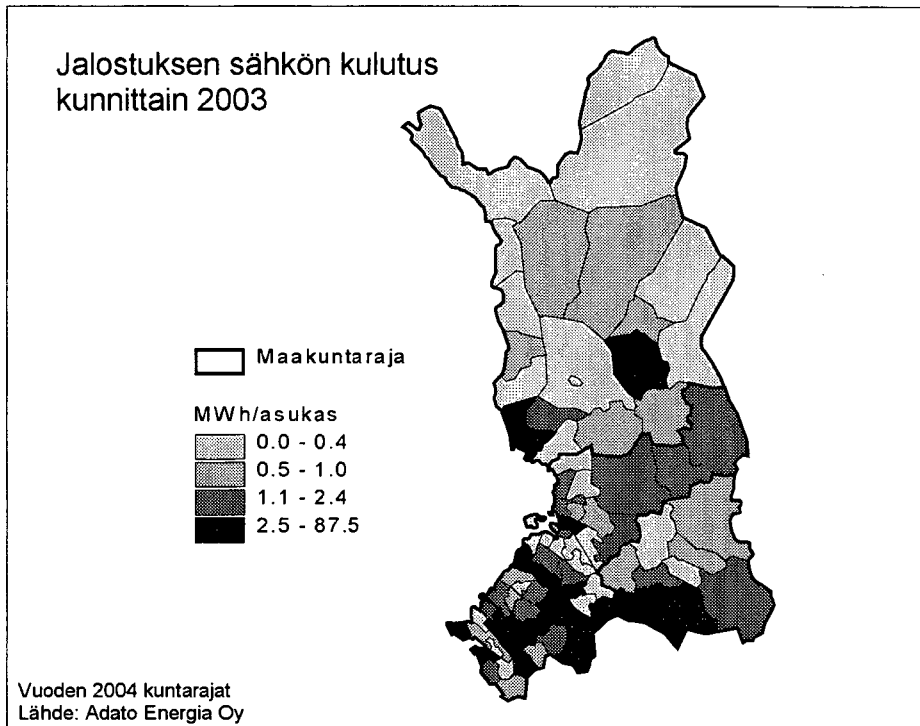 Jalostuksen sähkön kulutus
kunnittain 2003
Maakuntaraja
MWh/asukas
0.0 - 0.4
0.5 - 1.0
1.1 - 2.4
2.5 - 87.5
Vuoden 2004 kuntarajat
Lähde: Adato Energia Oy